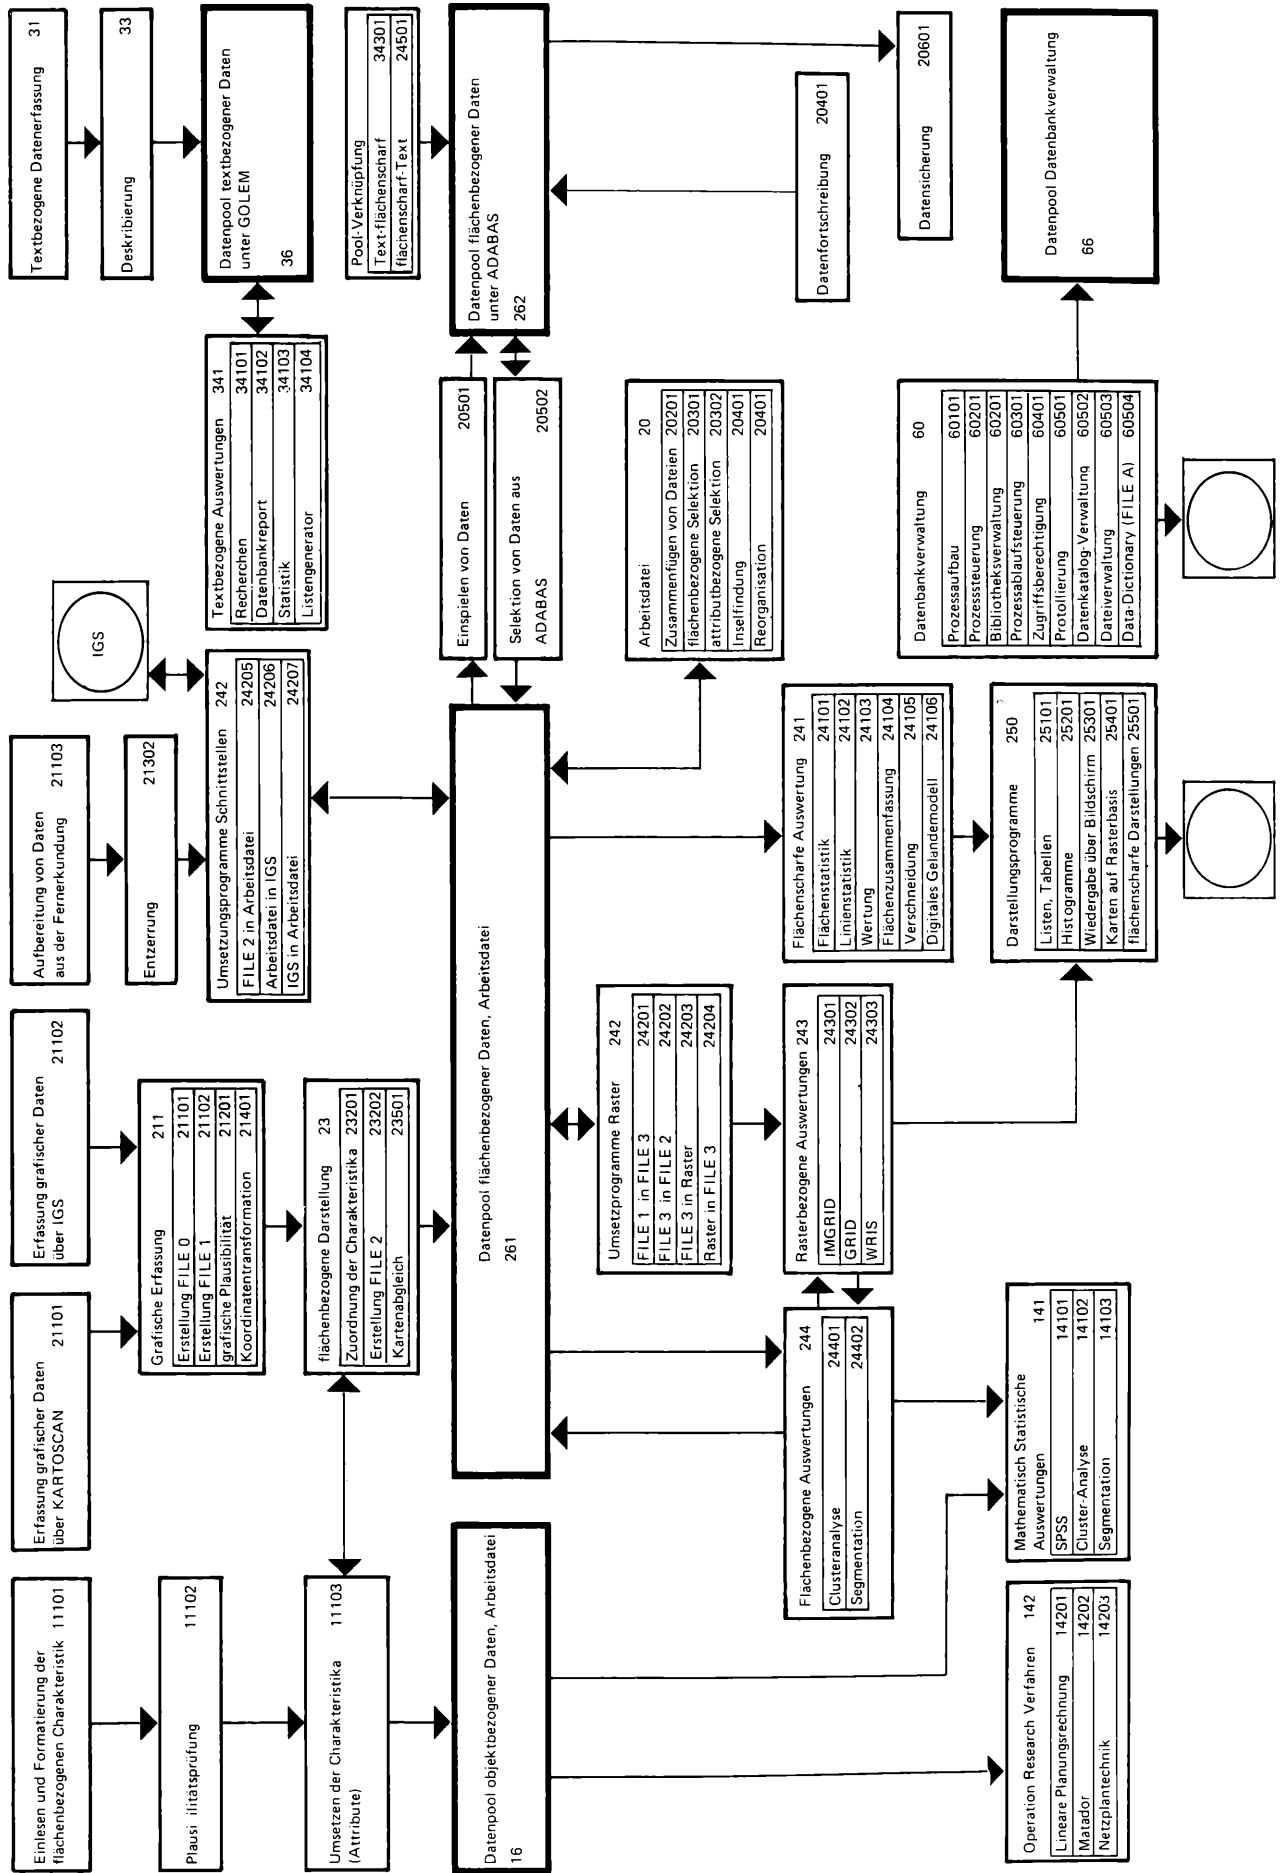 Einlesen und Formatierung der
flächenbezogenen Charakteristik 11101
Plausi ilitätsprüfung 11102
Umsetzen der Charakteristika 11103
(Attribute)
Datenpool objektbezogener Daten, Arbeitsdatei
16
Operation Research Verfahren 142
Lineare Planungsrechnung 14201
Matador 14202
Netzplantechnik 14203
Erfassung grafischer Daten
über KARTOSCAN 21101
Erfassung grafischer Daten
über IGS 21102
Grafische Erfassung 211
Erstellung FILE 0 21101
Erstellung FILE 1 21102
grafische Plausibilität 21201
Koordinatentransformation 21401
flächenbezogene Darstellung 23
Zuordnung der Charakteristika 23201
Erstellung FILE 2 23202
Kartenabgleich 23501
Aufbereitung von Daten
aus der Fernerkundung 21103
Entzerrung 21302
Umsetzungsprogramme Schnittstellen 242
FILE 2 in Arbeitsdatei 24205
Arbeitsdatei in IGS 24206
IGS in Arbeitsdatei 24207
IGS
Datenpool flächenbezogener Daten, Arbeitsdatei
261
Flächenbezogene Auswertungen 244
Clusteranalyse 24401
Segmentation 24402
Mathematisch Statistische
Auswertungen 141
SPSS 14101
Cluster-Analyse 14102
Segmentation 14103
Umsetzprogramme Raster 242
FILE 1 in FILE 3 24201
FILE 3 in FILE 2 24202
FILE 3 in Raster 24203
Raster in FILE 3 24204
Rasterbezogene Auswertungen 243
IMGRID 24301
GRID 24302
WRIS 24303
Flächenscharfe Auswertung 241
Flächenstatistik 24101
Linienstatistik 24102
Wertung 24103
Flächenzusammenfassung 24104
Verschneidung 24105
Digitales Gelandemodell 24106
Darstellungsprogramme 250
Listen, Tabellen 25101
Histogramme 25201
Wiedergabe über Bildschirm 25301
Karten auf Rasterbasis 25401
flächenscharfe Darstellungen 25501
Textbezogene Datenerfassung 31
Deskribierung 33
Datenpool textbezogener Daten
unter GOLEM
36
Textbezogene Auswertungen 341
Recherchen 34101
Datenbankreport 34102
Statistik 34103
Listengenerator 34104
Pool-Verknüpfung
Text-flächenscharf 34301
flächenscharf-Text 24501
Datenpool flächenbezogener Daten
unter ADABAS
262
Einspielen von Daten 20501
Selektion von Daten aus
ADABAS 20502
Arbeitsdatei 20
Zusammenfügen von Dateien 20201
flächenbezogene Selektion 20301
attributbezogene Selektion 20302
Inselfindung 20401
Reorganisation 20401
Datenfortschreibung 20401
Datensicherung 20601
Datenbankverwaltung 60
Prozessaufbau 60101
Prozesssteuerung 60201
Bibliotheksverwaltung 60201
Prozessablaufsteuerung 60301
Zugriffsberechtigung 60401
Protollierung 60501
Datenkatalog-Verwaltung 60502
Dateiverwaltung 60503
Data-Dictionary (FILE A) 60504
Datenpool Datenbankverwaltung
66